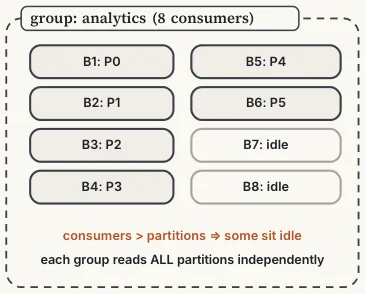 group: analytics (8 consumers)
B1: P0
B5: P4
B2: P1
B6: P5
B3: P2
B7: idle
B4: P3
B8: idle
consumers > partitions ⇒ some sit idle
each group reads ALL partitions independently